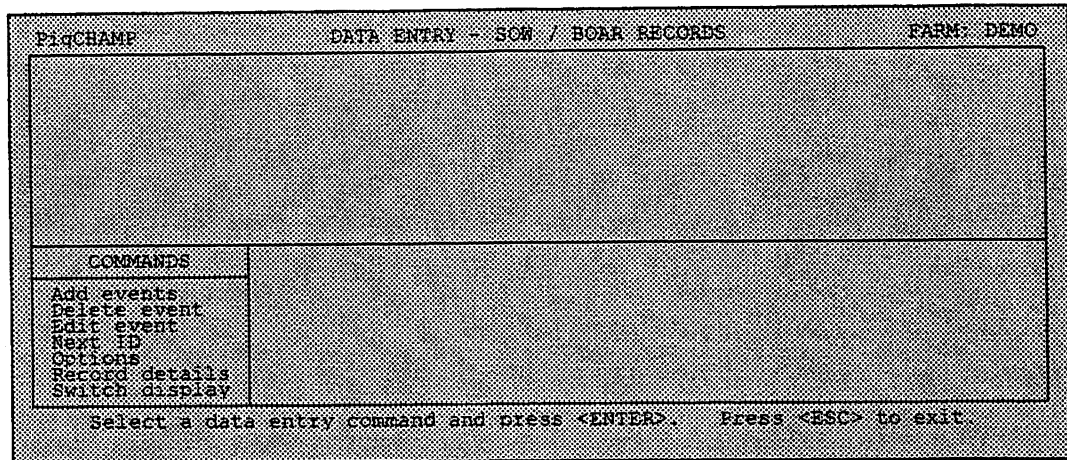 PigCHAMP DATA ENTRY - SOW / BOAR RECORDS FARM: DEMO
COMMANDS
Add events
Delete event
Edit event
Next ID
Options
Record details
Switch display
Select a data entry command and press <ENTER>. Press <ESC> to exit.